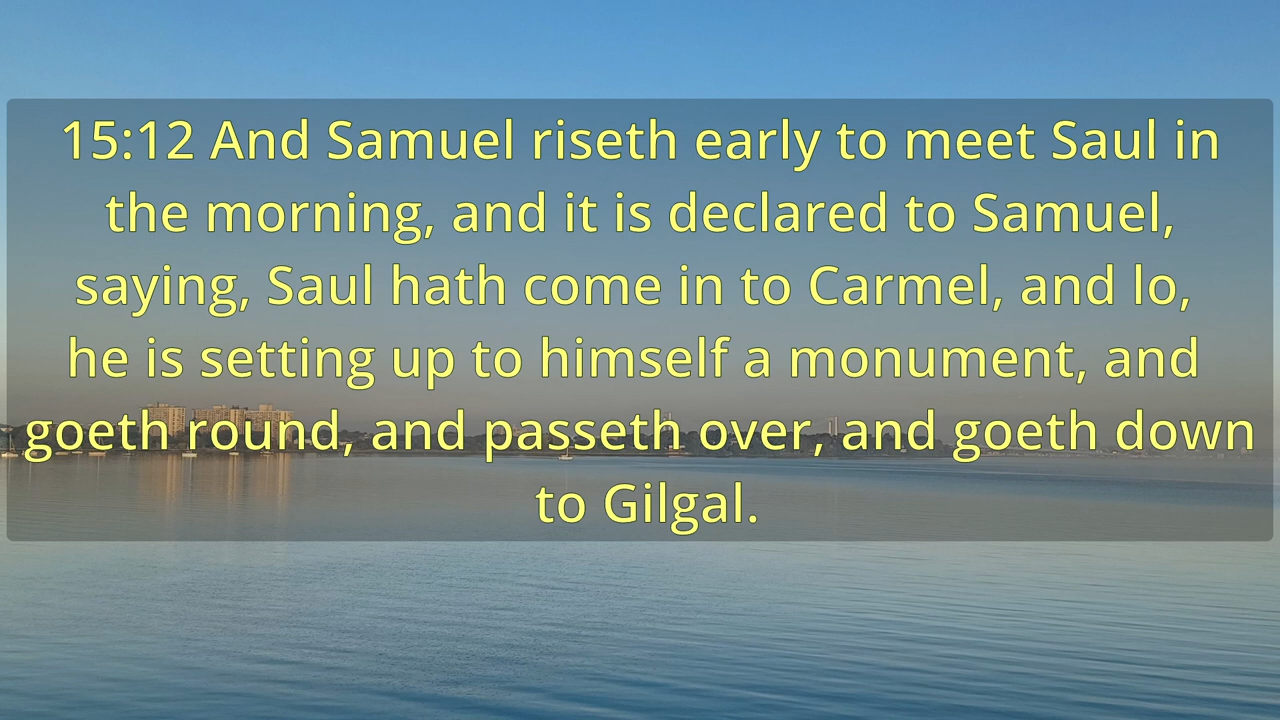 15:12 And Samuel riseth early to meet Saul in
the morning, and it is declared to Samuel,
saying, Saul hath come in to Carmel, and lo,
he is setting up to himself a monument, and
goeth round, and passeth over, and goeth down
to Gilgal.